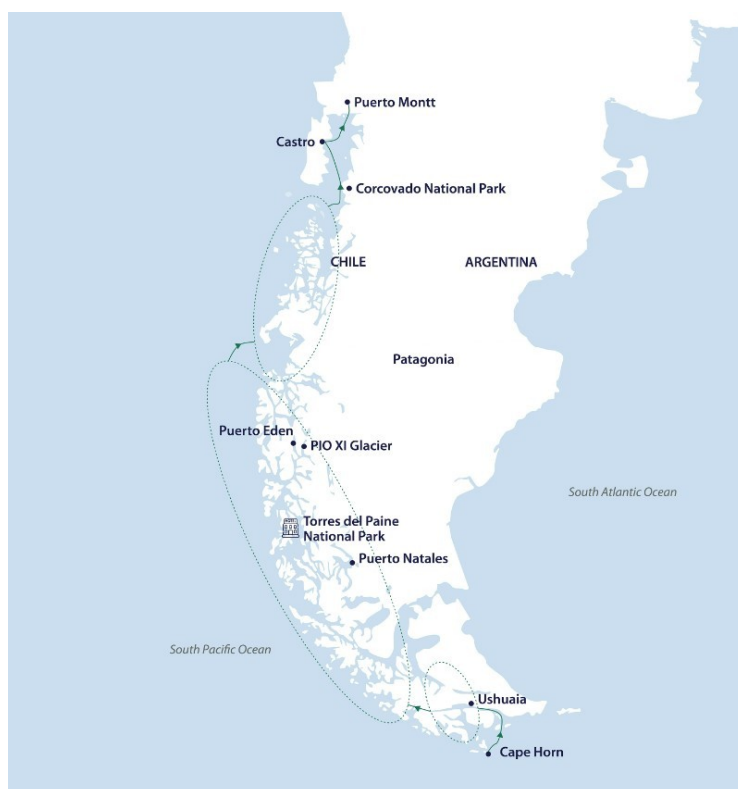 Puerto Montt
Castro
Corcovado National Park
CHILE
ARGENTINA
Patagonia
Puerto Eden
PIO XI Glacier
South Atlantic Ocean
Torres del Paine
National Park
Puerto Natales
South Pacific Ocean
Ushuaia
Cape Horn